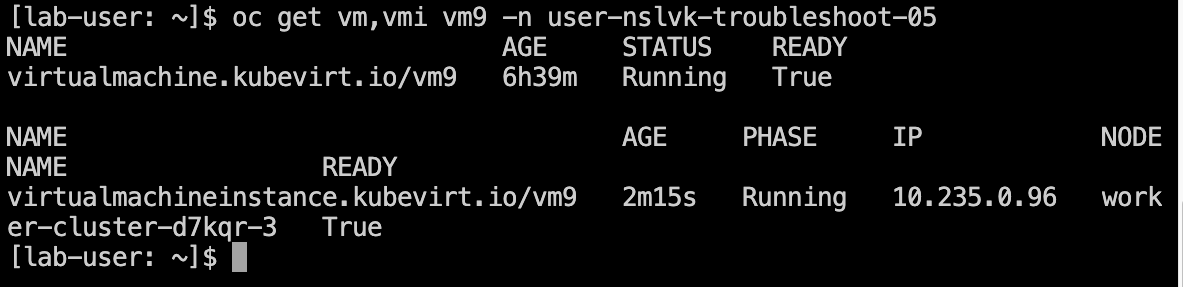 [lab-user: ~]$ oc get vm,vmi vm9 -n user-nslvk-troubleshoot-05
NAME                             AGE     STATUS    READY
virtualmachine.kubevirt.io/vm9   6h39m   Running   True

NAME                                     AGE     PHASE     IP            NODE
NAME                 READY
virtualmachineinstance.kubevirt.io/vm9   2m15s   Running   10.235.0.96   work
er-cluster-d7kqr-3   True
[lab-user: ~]$